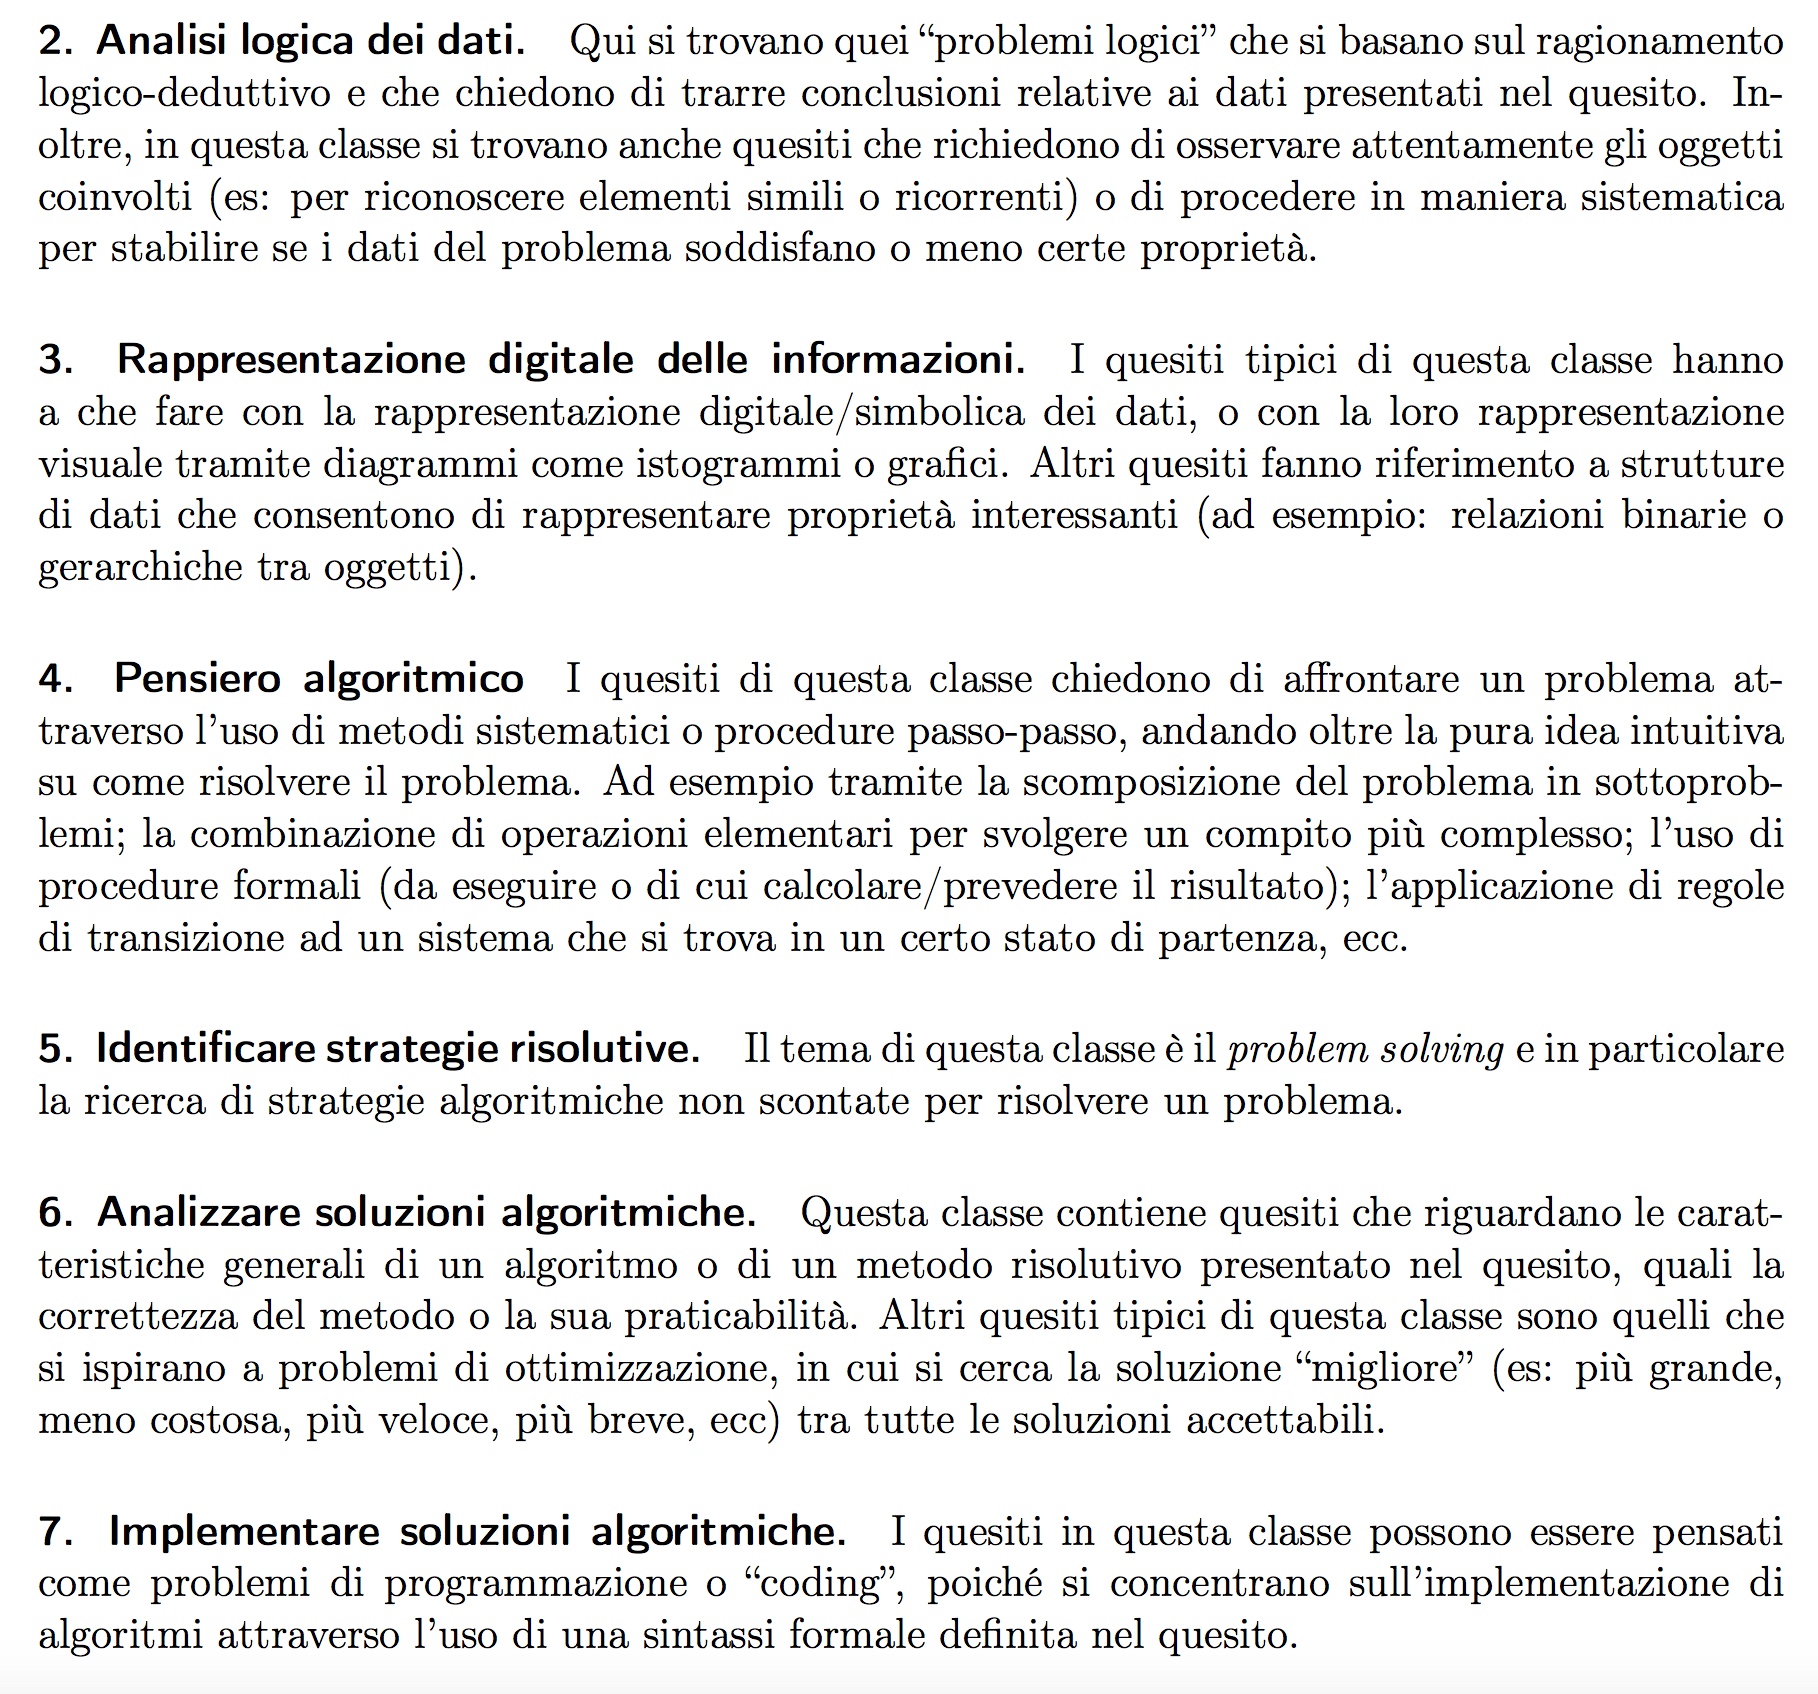 2. Analisi logica dei dati. Qui si trovano quei “problemi logici” che si basano sul ragionamento
logico-deduttivo e che chiedono di trarre conclusioni relative ai dati presentati nel quesito. In-
oltre, in questa classe si trovano anche quesiti che richiedono di osservare attentamente gli oggetti
coinvolti (es: per riconoscere elementi simili o ricorrenti) o di procedere in maniera sistematica
per stabilire se i dati del problema soddisfano o meno certe proprietà.
3. Rappresentazione digitale delle informazioni. I quesiti tipici di questa classe hanno
a che fare con la rappresentazione digitale/simbolica dei dati, o con la loro rappresentazione
visuale tramite diagrammi come istogrammi o grafici. Altri quesiti fanno riferimento a strutture
di dati che consentono di rappresentare proprietà interessanti (ad esempio: relazioni binarie o
gerarchiche tra oggetti).
4. Pensiero algoritmico I quesiti di questa classe chiedono di affrontare un problema at-
traverso l’uso di metodi sistematici o procedure passo-passo, andando oltre la pura idea intuitiva
su come risolvere il problema. Ad esempio tramite la scomposizione del problema in sottoprob-
lemi; la combinazione di operazioni elementari per svolgere un compito più complesso; l’uso di
procedure formali (da eseguire o di cui calcolare/prevedere il risultato); l’applicazione di regole
di transizione ad un sistema che si trova in un certo stato di partenza, ecc.
5. Identificare strategie risolutive. Il tema di questa classe è il problem solving e in particolare
la ricerca di strategie algoritmiche non scontate per risolvere un problema.
6. Analizzare soluzioni algoritmiche. Questa classe contiene quesiti che riguardano le carat-
teristiche generali di un algoritmo o di un metodo risolutivo presentato nel quesito, quali la
correttezza del metodo o la sua praticabilità. Altri quesiti tipici di questa classe sono quelli che
si ispirano a problemi di ottimizzazione, in cui si cerca la soluzione “migliore” (es: più grande,
meno costosa, più veloce, più breve, ecc) tra tutte le soluzioni accettabili.
7. Implementare soluzioni algoritmiche. I quesiti in questa classe possono essere pensati
come problemi di programmazione o “coding”, poiché si concentrano sull’implementazione di
algoritmi attraverso l’uso di una sintassi formale definita nel quesito.